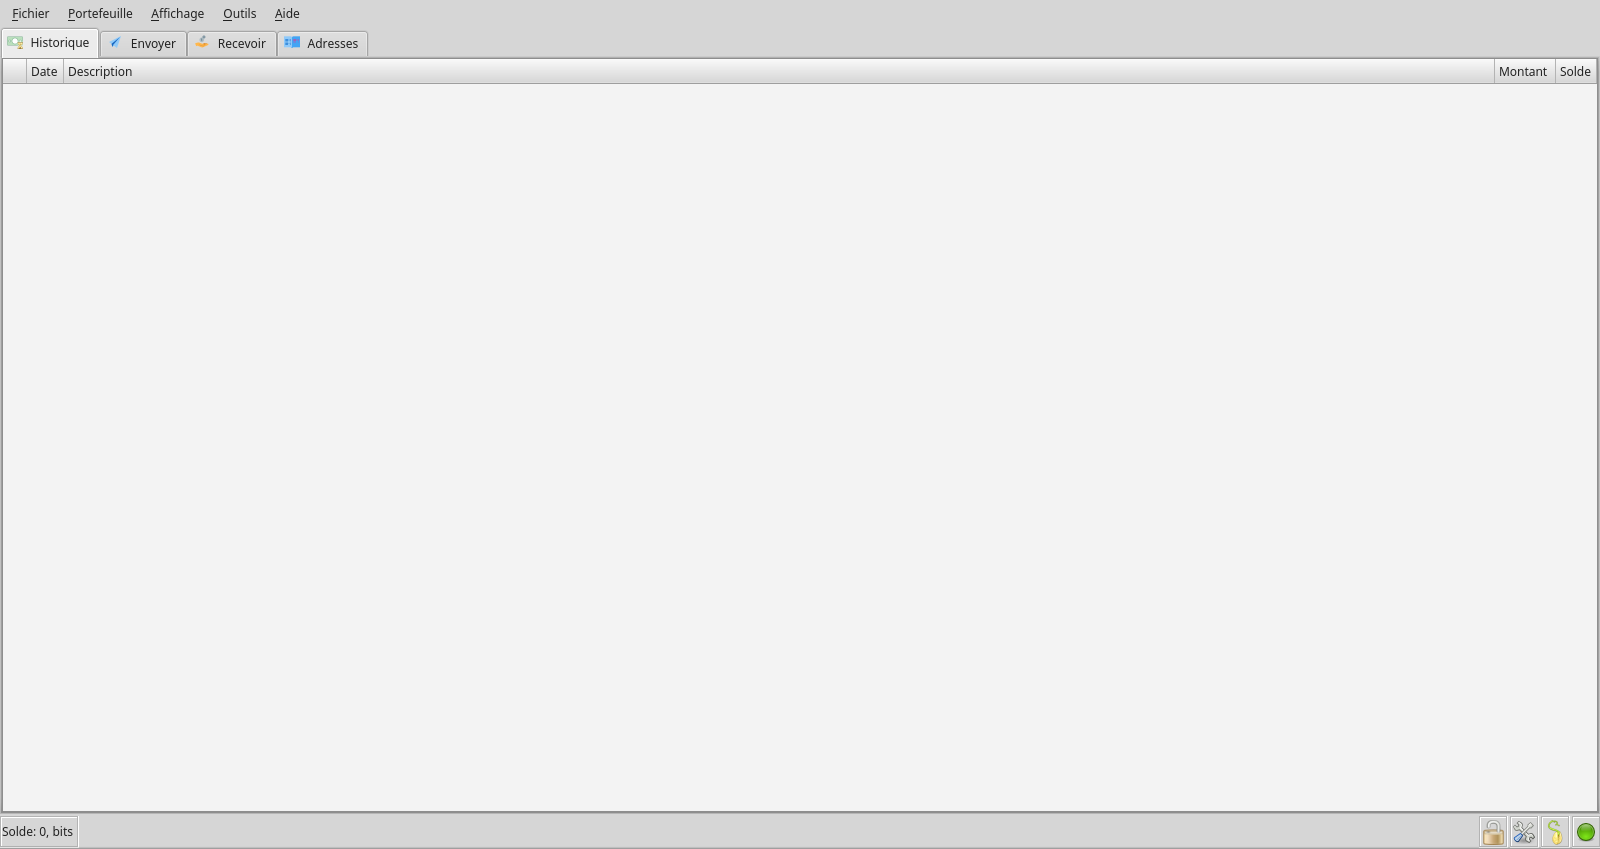 Fichier Portefeuille Affichage Outils Aide
Historique Envoyer Recevoir Adresses
Date Description Montant Solde
Solde: 0, bits